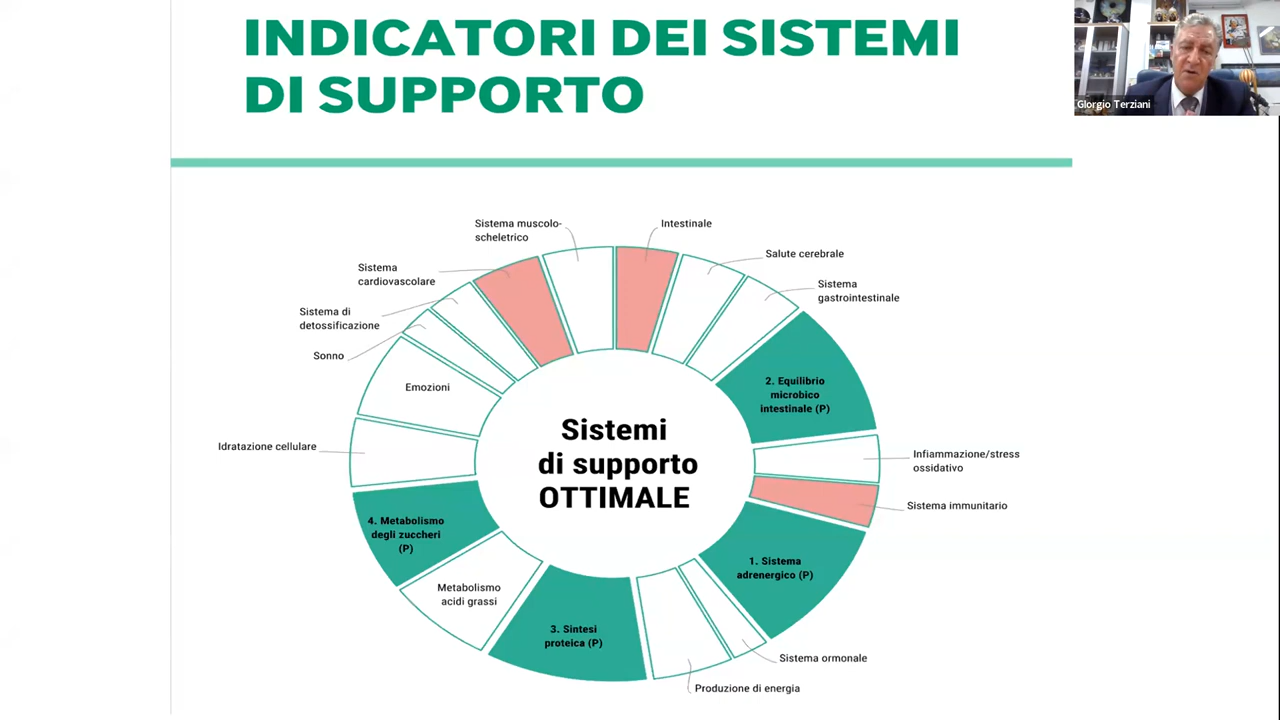 INDICATORI DEI SISTEMI
DI SUPPORTO
GIorgio Terziani
Sistema muscolo-
scheletrico
Intestinale
Salute cerebrale
Sistema
gastrointestinale
Sistema
cardiovascolare
Sistema di
detossificazione
Sonno
Emozioni
Idratazione cellulare
2. Equilibrio
microbico
intestinale (P)
Sistemi
di supporto
OTTIMALE
Infiammazione/stress
ossidativo
Sistema immunitario
4. Metabolismo
degli zuccheri
(P)
1. Sistema
adrenergico (P)
Metabolismo
acidi grassi
3. Sintesi
proteica (P)
Sistema ormonale
Produzione di energia